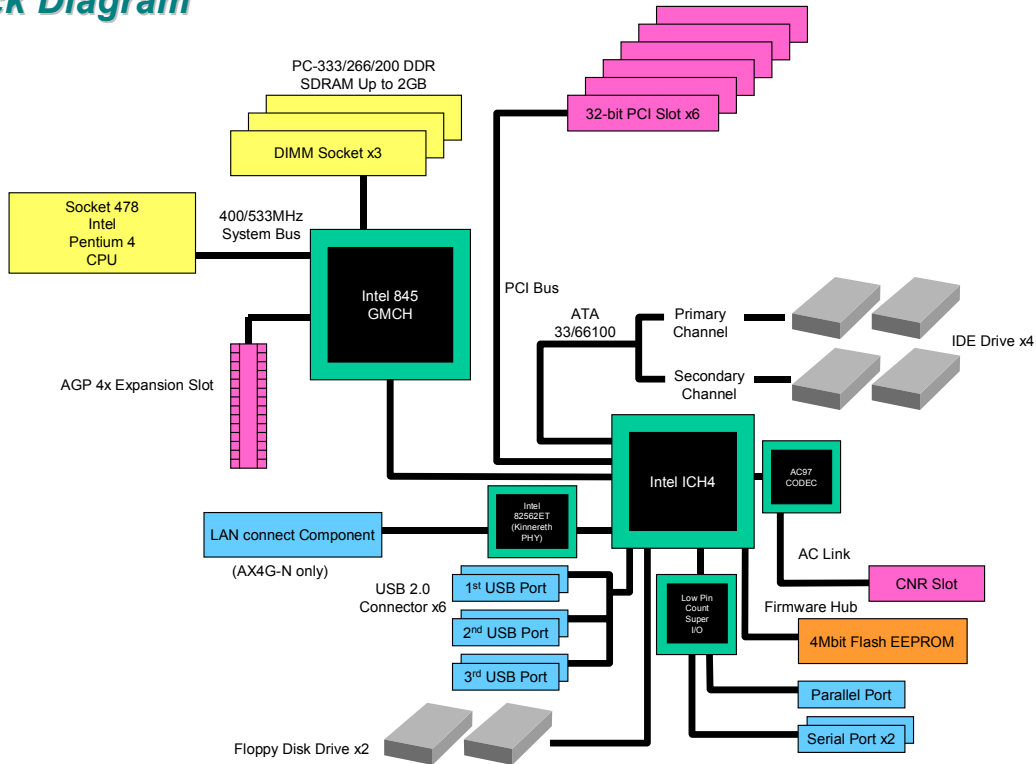 ck Diagram
PC-333/266/200 DDR
SDRAM Up to 2GB
32-bit PCI Slot x6
DIMM Socket x3
Socket 478
Intel
Pentium 4
CPU
400/533MHz
System Bus
Intel 845
GMCH
PCI Bus
ATA
33/66100
Primary
Channel
IDE Drive x4
Secondary
Channel
AGP 4x Expansion Slot
Intel ICH4
AC97
CODEC
Intel
82562ET
(Kinnereth
PHY)
LAN connect Component
(AX4G-N only)
AC Link
CNR Slot
USB 2.0
Connector x6
1st USB Port
2nd USB Port
3rd USB Port
Low Pin
Count
Super
I/O
Firmware Hub
4Mbit Flash EEPROM
Parallel Port
Serial Port x2
Floppy Disk Drive x2